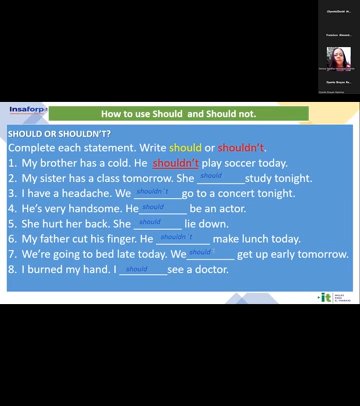 Insaforp
How to use Should and Should not.
SHOULD OR SHOULDN'T?
Complete each statement. Write should or shouldn't.
1. My brother has a cold. He shouldn't play soccer today.
2. My sister has a class tomorrow. She should study tonight.
3. I have a headache. We shouldn´t go to a concert tonight.
4. He's very handsome. He should be an actor.
5. She hurt her back. She should lie down.
6. My father cut his finger. He shouldn´t make lunch today.
7. We're going to bed late today. We should get up early tomorrow.
8. I burned my hand. I should see a doctor.
it